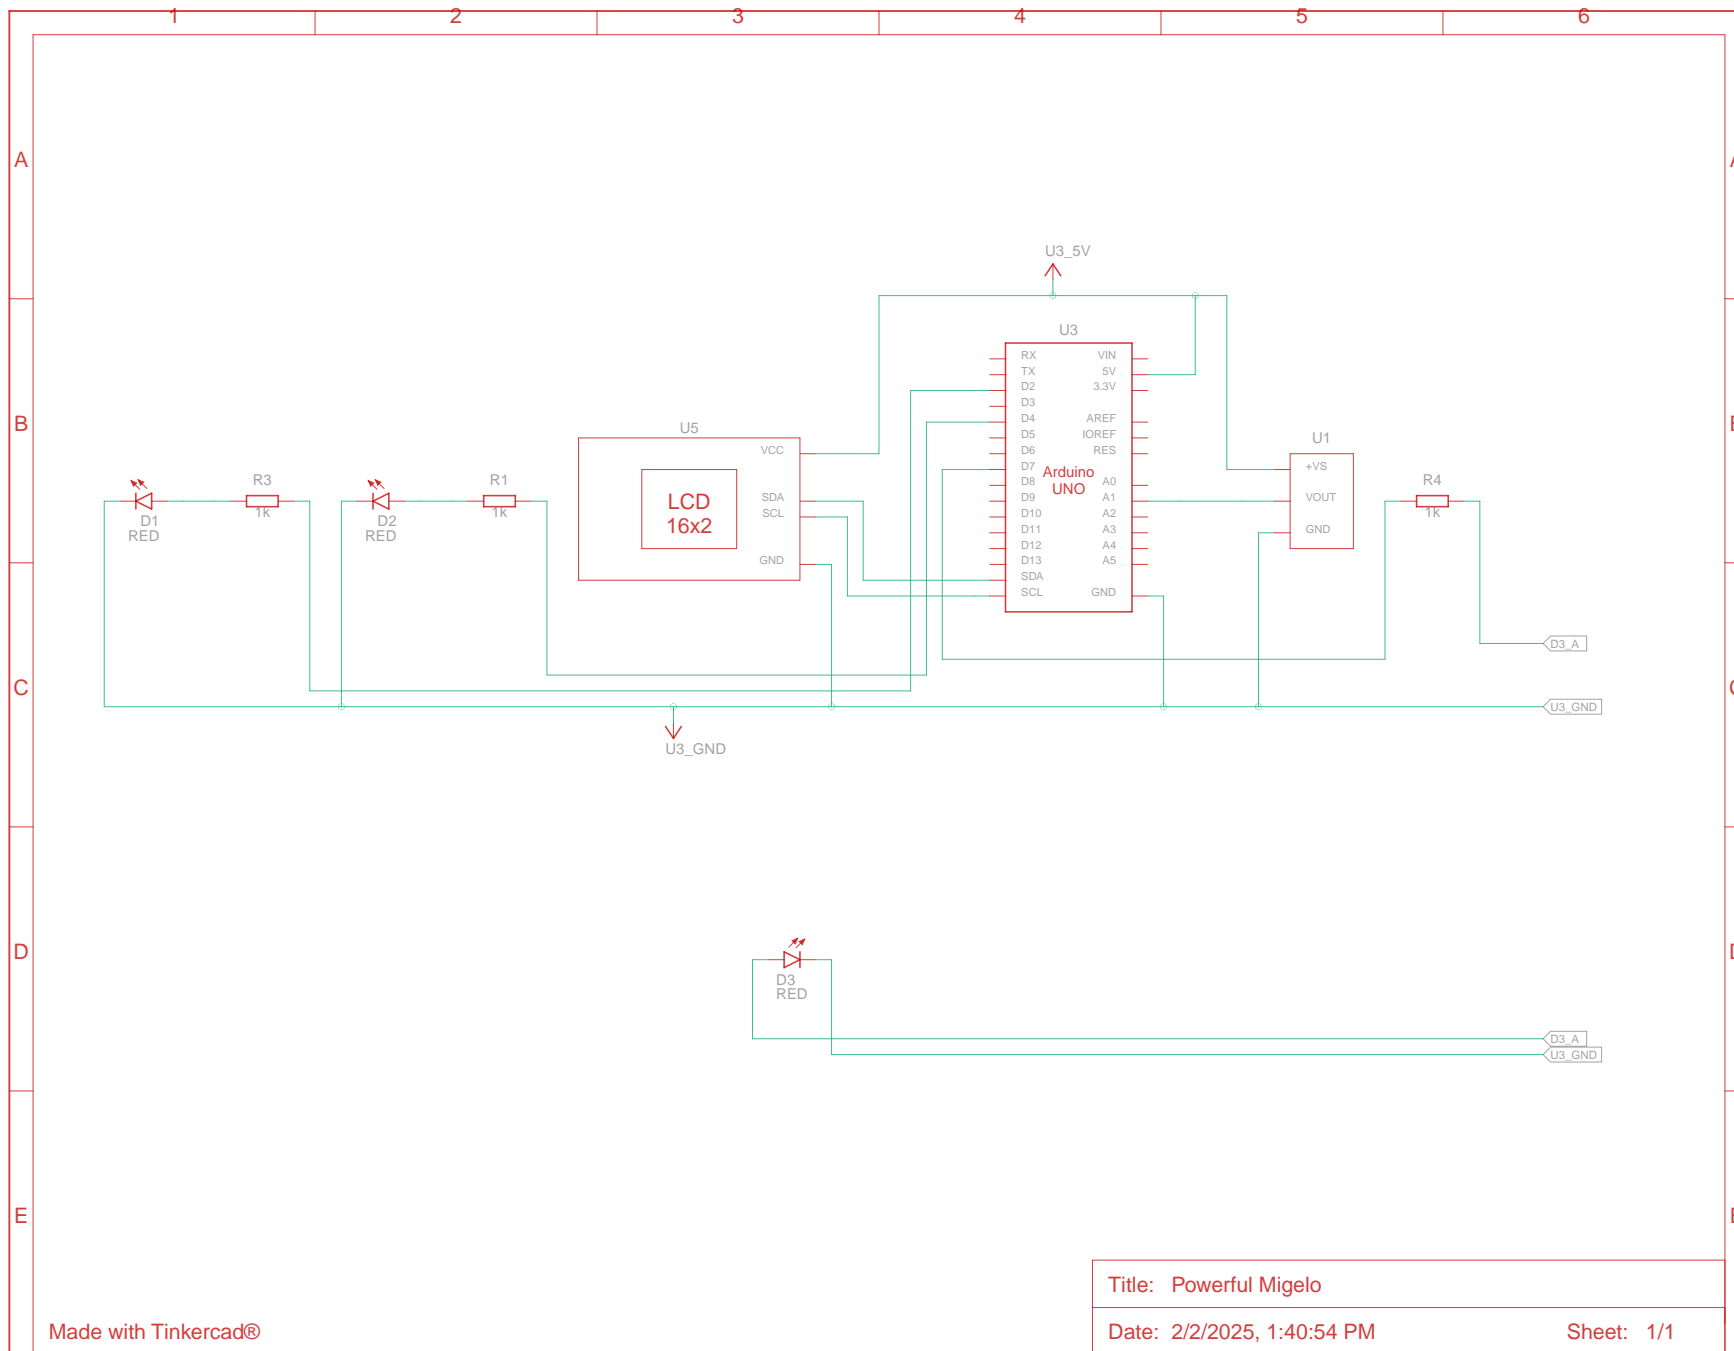 1 2 3 4 5 6
A
U3_5V
U3
RX VIN
TX 5V
D2 3.3V
D3
D4 AREF
D5 IOREF
D6 RES
D7
D8 A0
D9 A1
D10 A2
D11 A3
D12 A4
D13 A5
SDA
SCL GND
Arduino
UNO
B
U5
VCC
SDA
SCL
GND
LCD
16x2
U1
+VS
VOUT
GND
R3
1k
D1
RED
R1
1k
D2
RED
R4
1k
D3_A
C
U3_GND
U3_GND
D
D3
RED
D3_A
U3_GND
E
Title: Powerful Migelo
Made with Tinkercad®
Date: 2/2/2025, 1:40:54 PM Sheet: 1/1